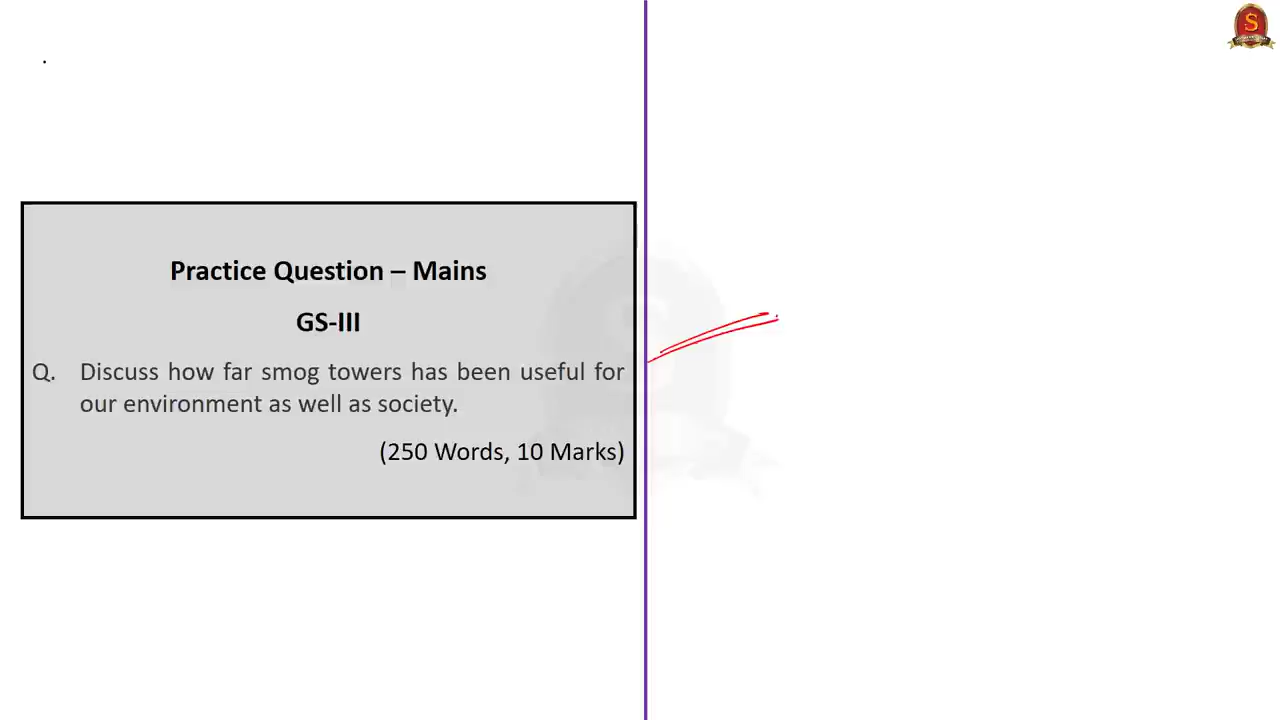 Practice Question – Mains
GS-III
Q. Discuss how far smog towers has been useful for
our environment as well as society.
(250 Words, 10 Marks)